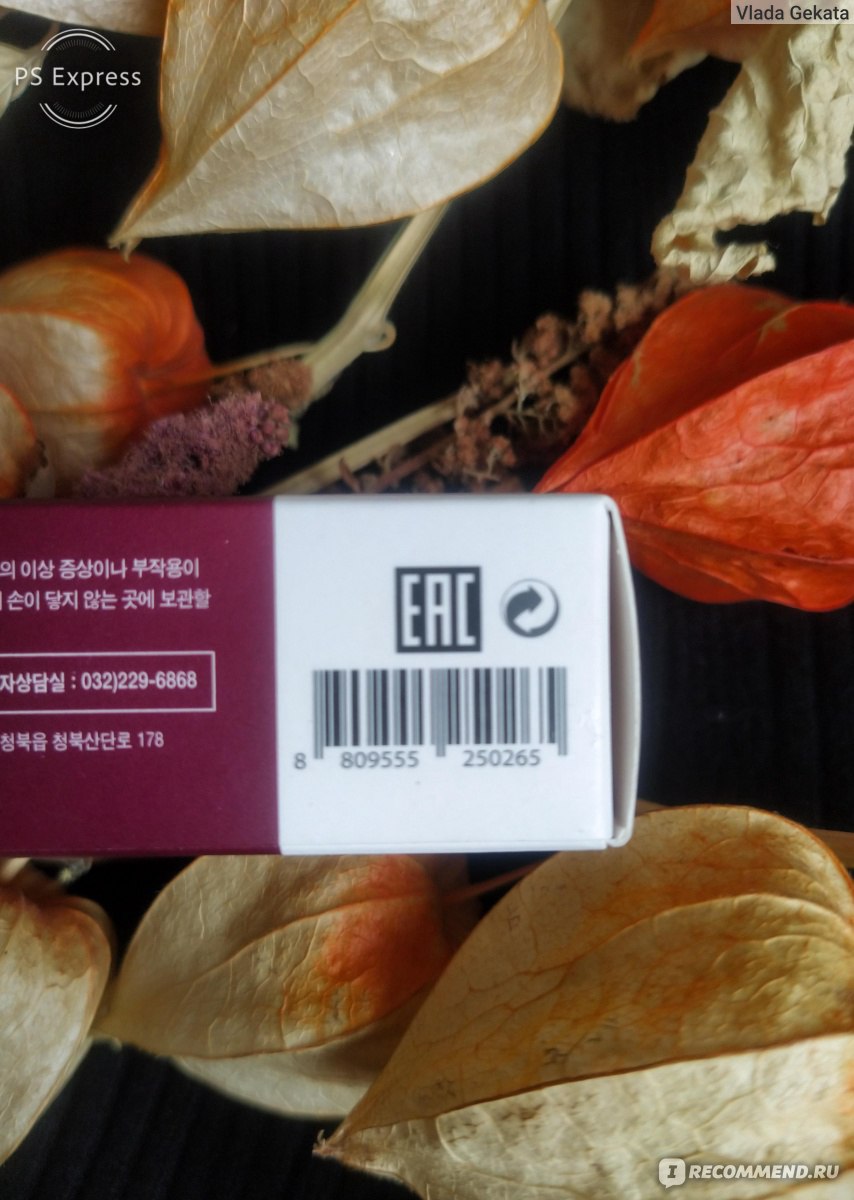 Vlada Gekata
PS Express
의 이상 증상이나 부작용이
손이 닿지 않는 곳에 보관할
자상담실 : 032)229-6868
청북읍 청북산단로 178
EAC
8 809555 250265
IRECOMMEND.RU